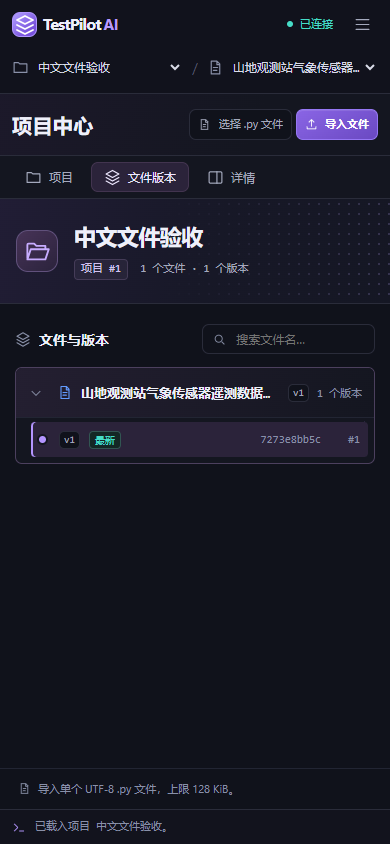 TestPilot AI
已连接
中文文件验收 / 山地观测站气象传感器...
项目中心
选择 .py 文件
导入文件
项目
文件版本
详情
中文文件验收
项目 #1 1 个文件 · 1 个版本
文件与版本
搜索文件名...
山地观测站气象传感器遥测数据... v1 1 个版本
v1 最新 7273e8bb5c #1
导入单个 UTF-8 .py 文件，上限 128 KiB。
已载入项目 中文文件验收。